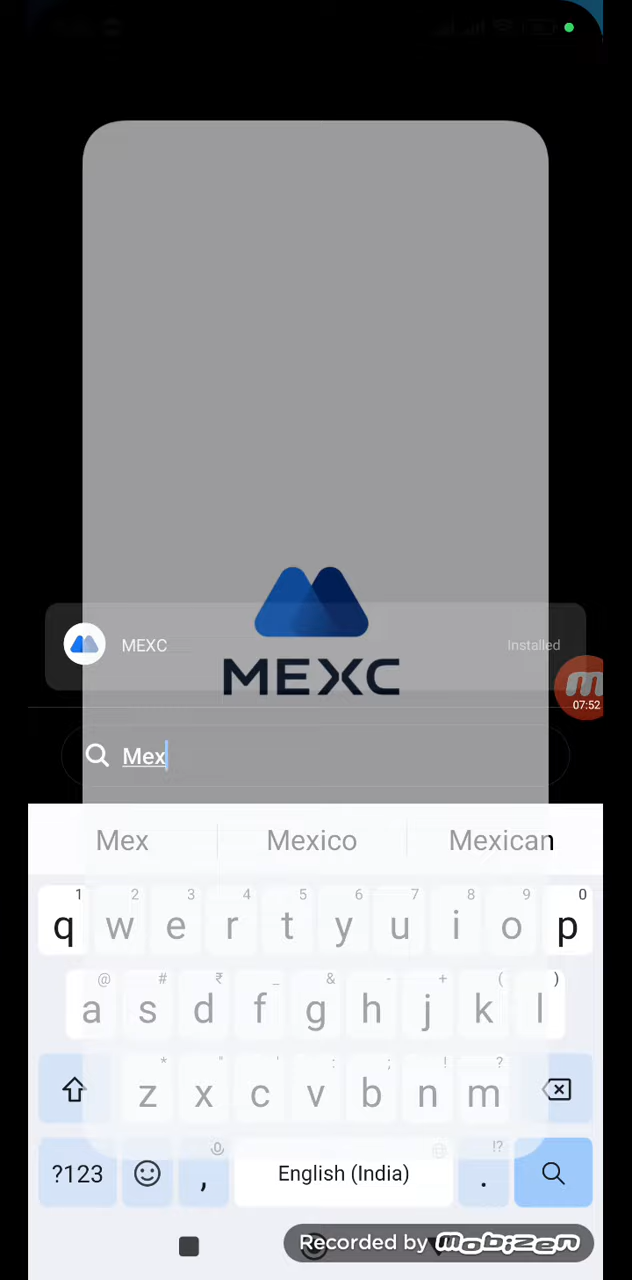 MEXC
Installed
MEXC
07:52
Mex
Mex Mexico Mexican
1 2 3 4 5 6 7 8 9 0
q w e r t y u i o p
@ # ₹ _ & - + ( )
a s d f g h j k l
* " ' : ; ! ?
z x c v b n m
!?
?123 , English (India) .
Recorded by mobizen